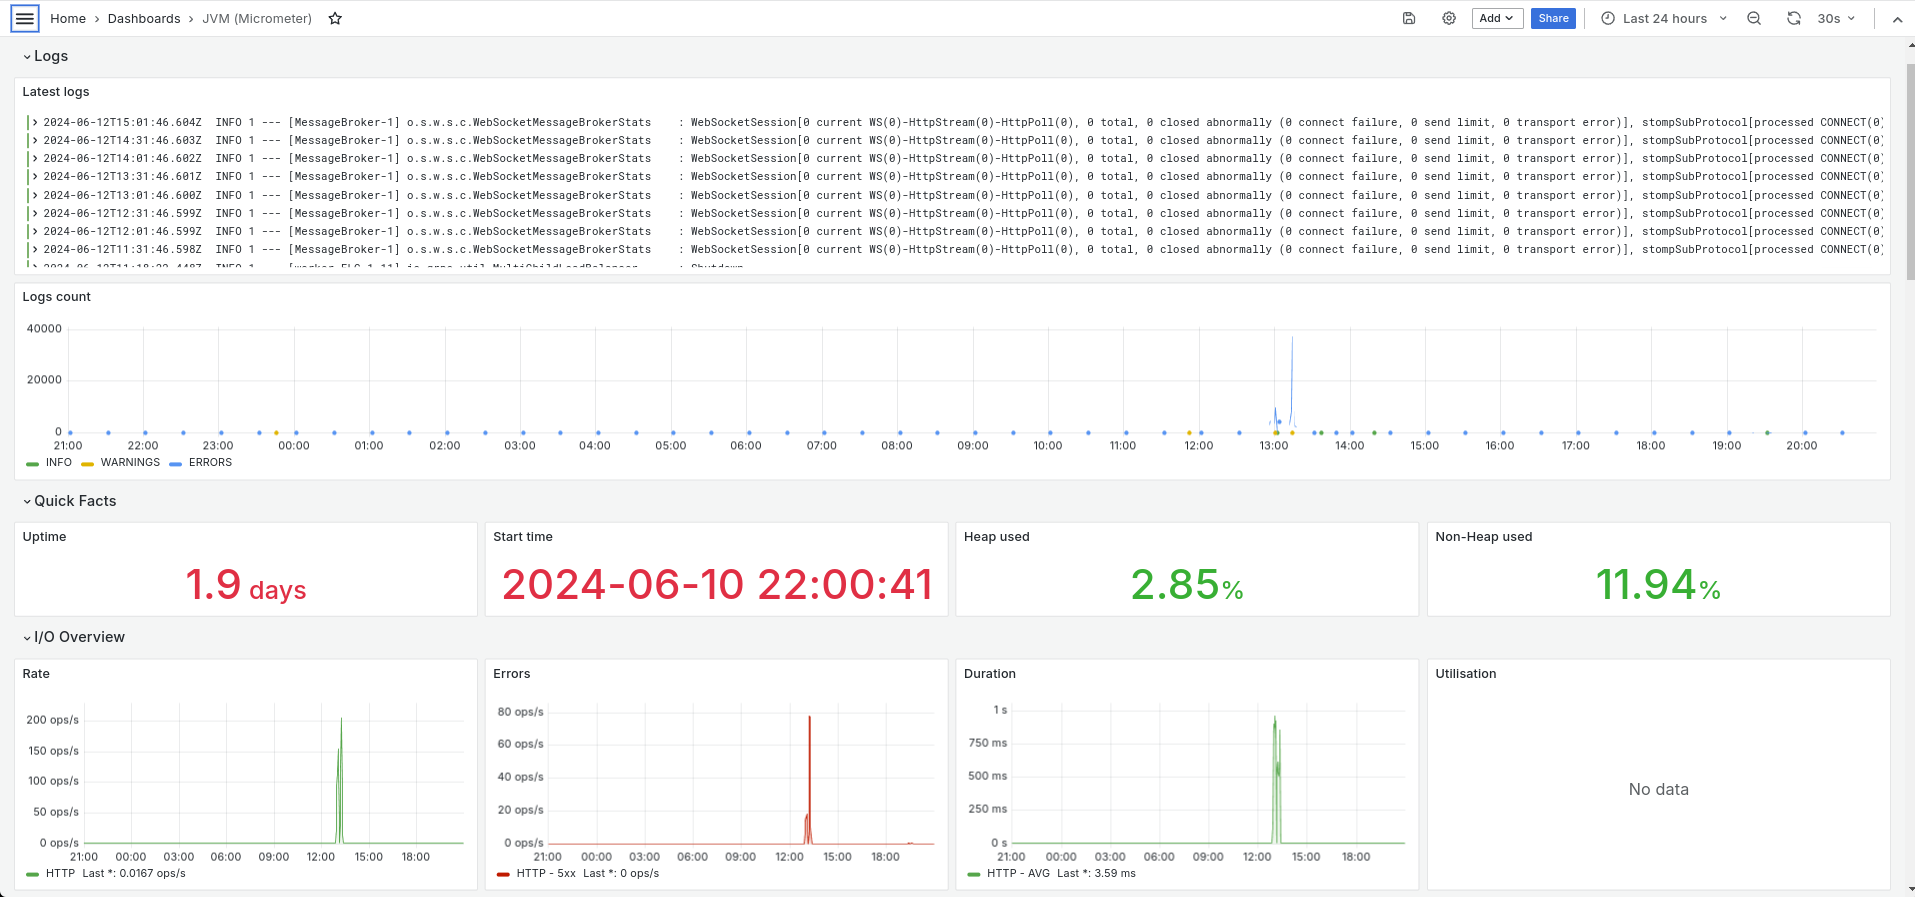 Home › Dashboards › JVM (Micrometer)
Add
Share
Last 24 hours
30s
Logs
Latest logs
2024-06-12T15:01:46.604Z INFO 1 --- [MessageBroker-1] o.s.w.s.c.WebSocketMessageBrokerStats : WebSocketSession[0 current WS(0)-HttpStream(0)-HttpPoll(0), 0 total, 0 closed abnormally (0 connect failure, 0 send limit, 0 transport error)], stompSubProtocol[processed CONNECT(0)
2024-06-12T14:31:46.603Z INFO 1 --- [MessageBroker-1] o.s.w.s.c.WebSocketMessageBrokerStats : WebSocketSession[0 current WS(0)-HttpStream(0)-HttpPoll(0), 0 total, 0 closed abnormally (0 connect failure, 0 send limit, 0 transport error)], stompSubProtocol[processed CONNECT(0)
2024-06-12T14:01:46.602Z INFO 1 --- [MessageBroker-1] o.s.w.s.c.WebSocketMessageBrokerStats : WebSocketSession[0 current WS(0)-HttpStream(0)-HttpPoll(0), 0 total, 0 closed abnormally (0 connect failure, 0 send limit, 0 transport error)], stompSubProtocol[processed CONNECT(0)
2024-06-12T13:31:46.601Z INFO 1 --- [MessageBroker-1] o.s.w.s.c.WebSocketMessageBrokerStats : WebSocketSession[0 current WS(0)-HttpStream(0)-HttpPoll(0), 0 total, 0 closed abnormally (0 connect failure, 0 send limit, 0 transport error)], stompSubProtocol[processed CONNECT(0)
2024-06-12T13:01:46.600Z INFO 1 --- [MessageBroker-1] o.s.w.s.c.WebSocketMessageBrokerStats : WebSocketSession[0 current WS(0)-HttpStream(0)-HttpPoll(0), 0 total, 0 closed abnormally (0 connect failure, 0 send limit, 0 transport error)], stompSubProtocol[processed CONNECT(0)
2024-06-12T12:31:46.599Z INFO 1 --- [MessageBroker-1] o.s.w.s.c.WebSocketMessageBrokerStats : WebSocketSession[0 current WS(0)-HttpStream(0)-HttpPoll(0), 0 total, 0 closed abnormally (0 connect failure, 0 send limit, 0 transport error)], stompSubProtocol[processed CONNECT(0)
2024-06-12T12:01:46.599Z INFO 1 --- [MessageBroker-1] o.s.w.s.c.WebSocketMessageBrokerStats : WebSocketSession[0 current WS(0)-HttpStream(0)-HttpPoll(0), 0 total, 0 closed abnormally (0 connect failure, 0 send limit, 0 transport error)], stompSubProtocol[processed CONNECT(0)
2024-06-12T11:31:46.598Z INFO 1 --- [MessageBroker-1] o.s.w.s.c.WebSocketMessageBrokerStats : WebSocketSession[0 current WS(0)-HttpStream(0)-HttpPoll(0), 0 total, 0 closed abnormally (0 connect failure, 0 send limit, 0 transport error)], stompSubProtocol[processed CONNECT(0)
Logs count
40000
20000
0
21:00 22:00 23:00 00:00 01:00 02:00 03:00 04:00 05:00 06:00 07:00 08:00 09:00 10:00 11:00 12:00 13:00 14:00 15:00 16:00 17:00 18:00 19:00 20:00
INFO WARNINGS ERRORS
Quick Facts
Uptime
1.9 days
Start time
2024-06-10 22:00:41
Heap used
2.85%
Non-Heap used
11.94%
I/O Overview
Rate
200 ops/s
150 ops/s
100 ops/s
50 ops/s
0 ops/s
21:00 00:00 03:00 06:00 09:00 12:00 15:00 18:00
HTTP Last *: 0.0167 ops/s
Errors
80 ops/s
60 ops/s
40 ops/s
20 ops/s
0 ops/s
21:00 00:00 03:00 06:00 09:00 12:00 15:00 18:00
HTTP - 5xx Last *: 0 ops/s
Duration
1 s
750 ms
500 ms
250 ms
0 s
21:00 00:00 03:00 06:00 09:00 12:00 15:00 18:00
HTTP - AVG Last *: 3.59 ms
Utilisation
No data